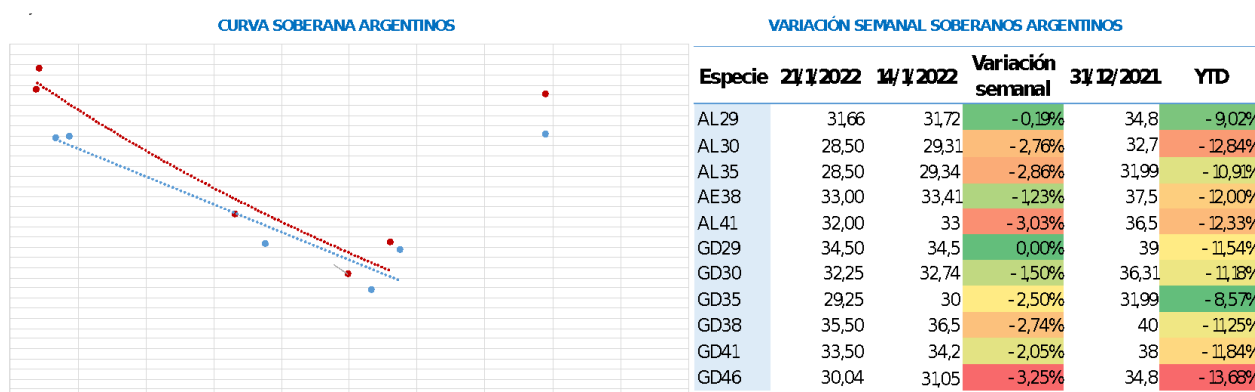 CURVA SOBERANA ARGENTINOS
VARIACIÓN SEMANAL SOBERANOS ARGENTINOS
Especie 21/1/2022 14/1/2022 Variación semanal 31/12/2021 YTD
AL29 31,66 31,72 -0,19% 34,8 -9,02%
AL30 28,50 29,31 -2,76% 32,7 -12,84%
AL35 28,50 29,34 -2,86% 31,99 -10,91%
AE38 33,00 33,41 -1,23% 37,5 -12,00%
AL41 32,00 33 -3,03% 36,5 -12,33%
GD29 34,50 34,5 0,00% 39 -11,54%
GD30 32,25 32,74 -1,50% 36,31 -11,18%
GD35 29,25 30 -2,50% 31,99 -8,57%
GD38 35,50 36,5 -2,74% 40 -11,25%
GD41 33,50 34,2 -2,05% 38 -11,84%
GD46 30,04 31,05 -3,25% 34,8 -13,68%